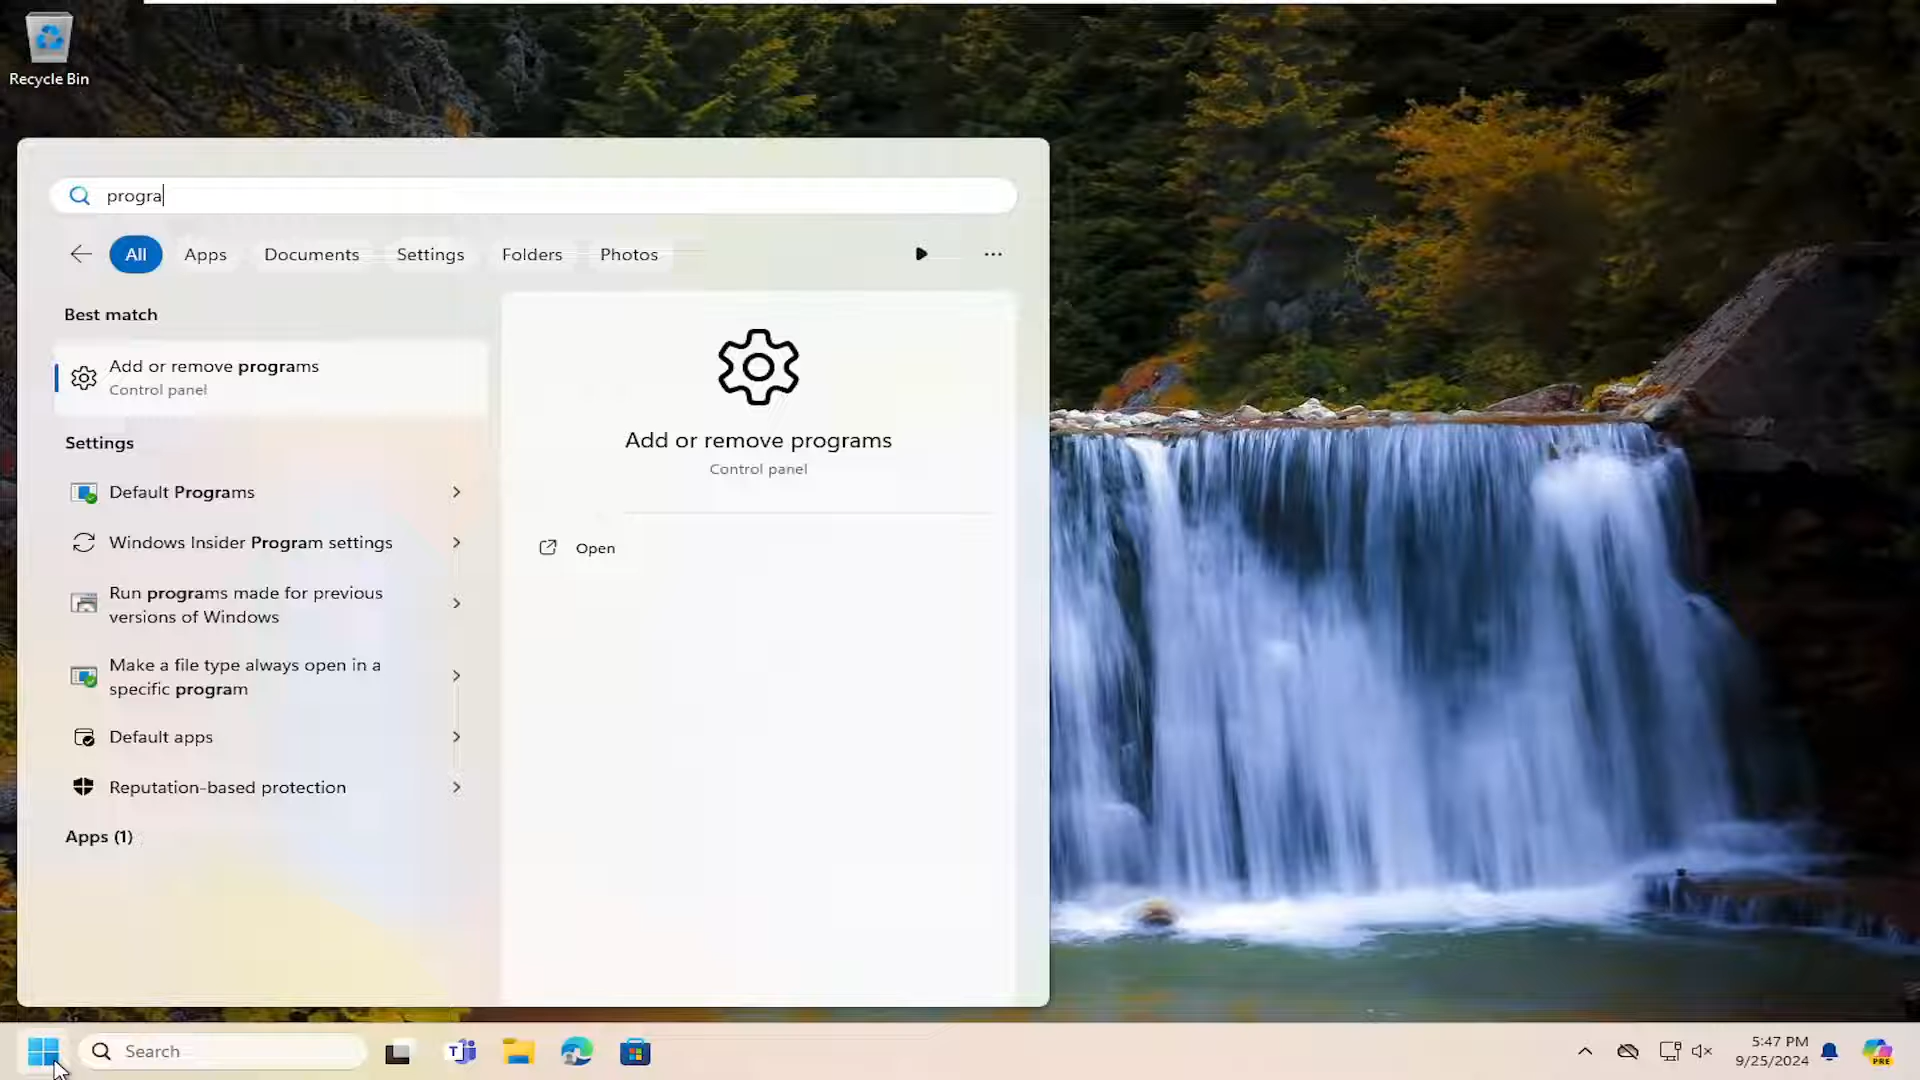 Recycle Bin
progra
All Apps Documents Settings Folders Photos
Best match
Add or remove programs
Control panel
Settings
Default Programs
Windows Insider Program settings
Run programs made for previous
versions of Windows
Make a file type always open in a
specific program
Default apps
Reputation-based protection
Apps (1)
Add or remove programs
Control panel
Open
Search
5:47 PM
9/25/2024
PRE